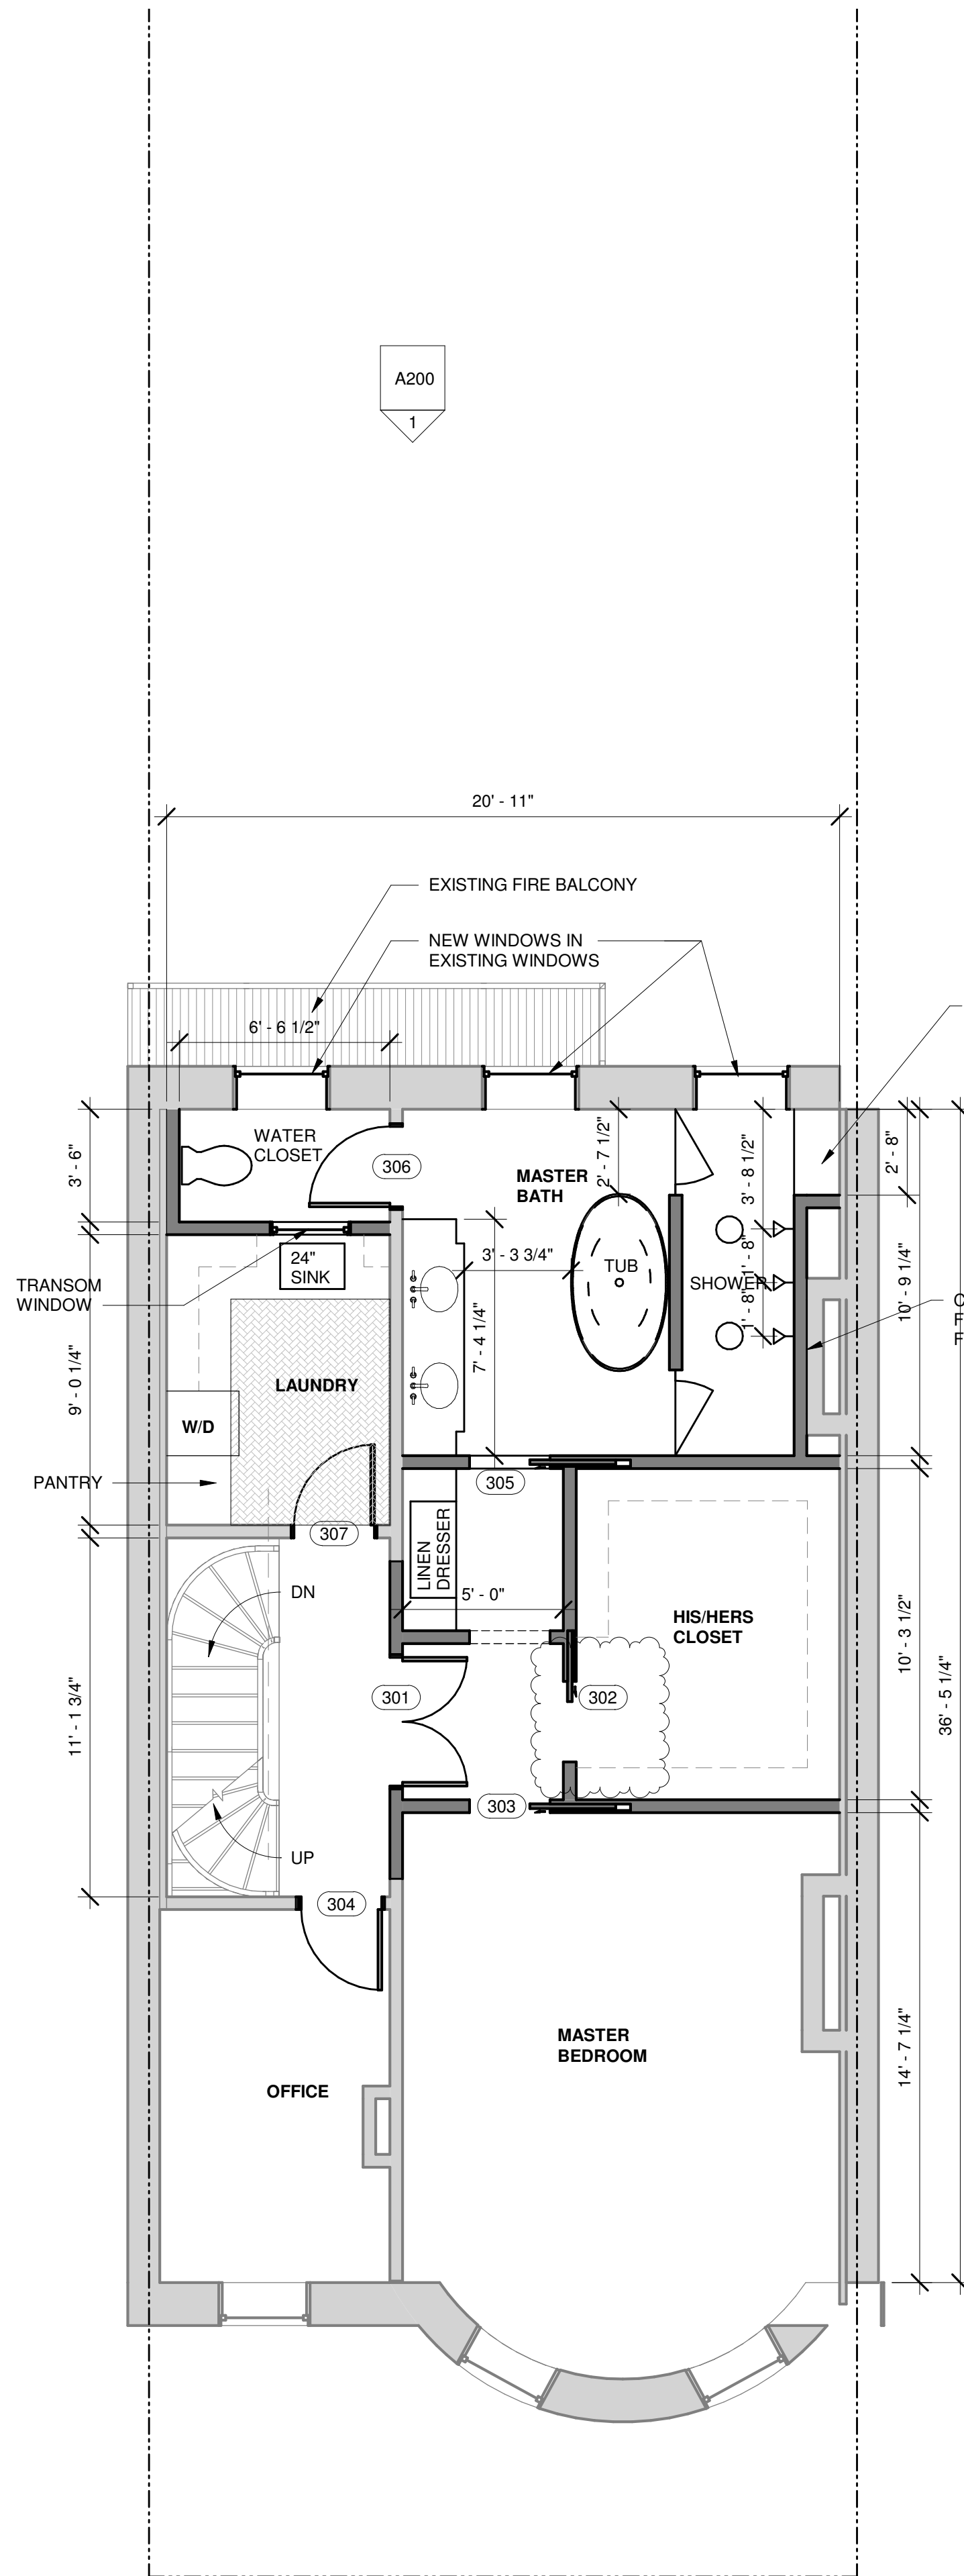 A200
1
20' - 11"
EXISTING FIRE BALCONY
NEW WINDOWS IN
EXISTING WINDOWS
6' - 6 1/2"
WATER
CLOSET
306
3' - 6"
MASTER
BATH
2' - 7 1/2"
3' - 8 1/2"
2' - 8"
24"
SINK
3' - 3 3/4"
TUB
SHOWER
1' - 8"
1' - 8"
10' - 9 1/4"
TRANSOM
WINDOW
7' - 4 1/4"
9' - 0 1/4"
LAUNDRY
W/D
PANTRY
305
307
LINEN
DRESSER
5' - 0"
DN
HIS/HERS
CLOSET
10' - 3 1/2"
36' - 5 1/4"
11' - 1 3/4"
301
302
303
UP
304
MASTER
BEDROOM
14' - 7 1/4"
OFFICE